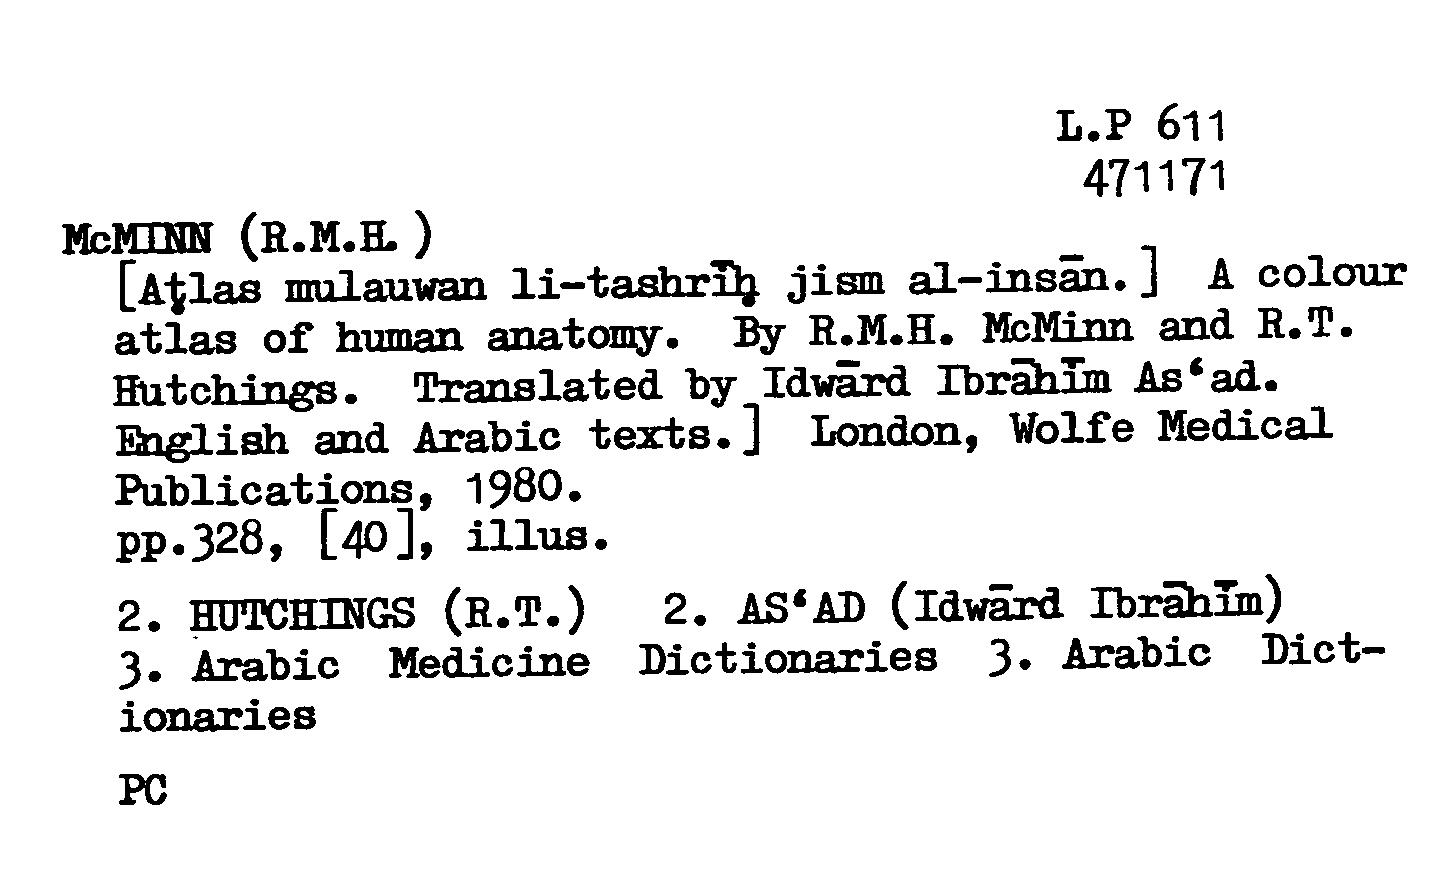 L.P 611
471171
McMINN (R.M.H.)
[Aṭlas mulauwan li-tashrīḥ jism al-insān.] A colour
atlas of human anatomy. By R.M.H. McMinn and R.T.
Hutchings. Translated by Idwārd Ibrāhīm As‘ad.
English and Arabic texts.] London, Wolfe Medical
Publications, 1980.
pp.328, [40], illus.
2. HUTCHINGS (R.T.) 2. AS‘AD (Idwārd Ibrāhīm)
3. Arabic Medicine Dictionaries 3. Arabic Dict-
ionaries
PC